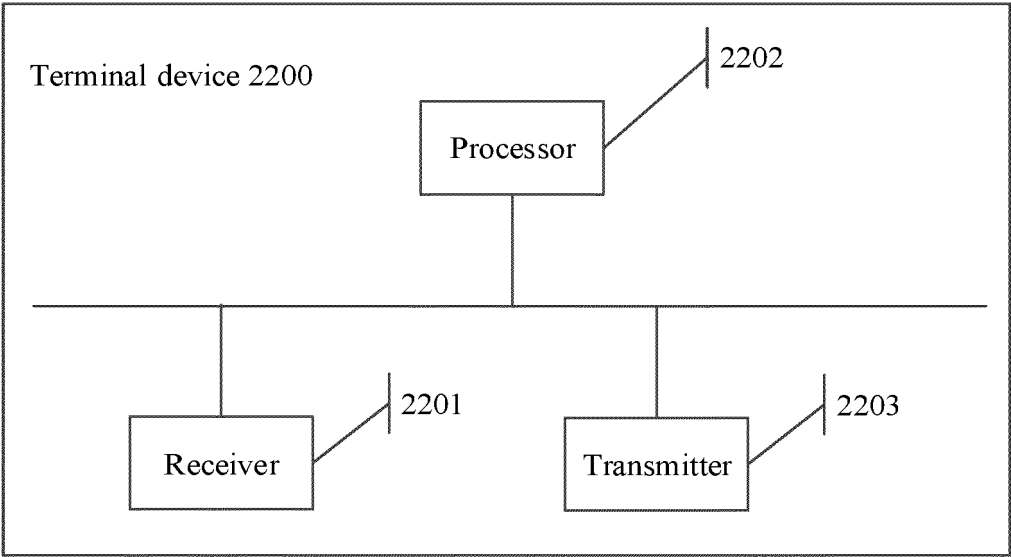 Terminal device 2200
2202
Processor
2201
2203
Receiver
Transmitter